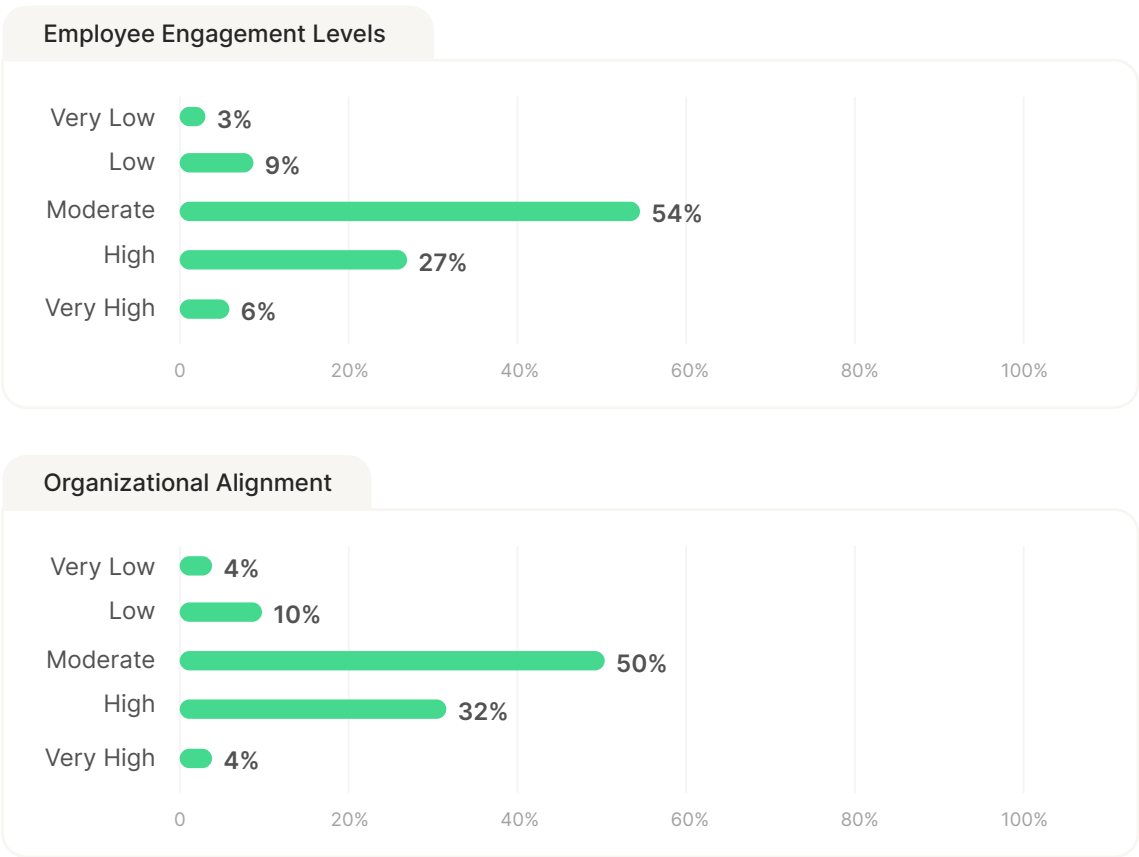 Employee Engagement Levels
Very Low 3%
Low 9%
Moderate 54%
High 27%
Very High 6%
0 20% 40% 60% 80% 100%
Organizational Alignment
Very Low 4%
Low 10%
Moderate 50%
High 32%
Very High 4%
0 20% 40% 60% 80% 100%